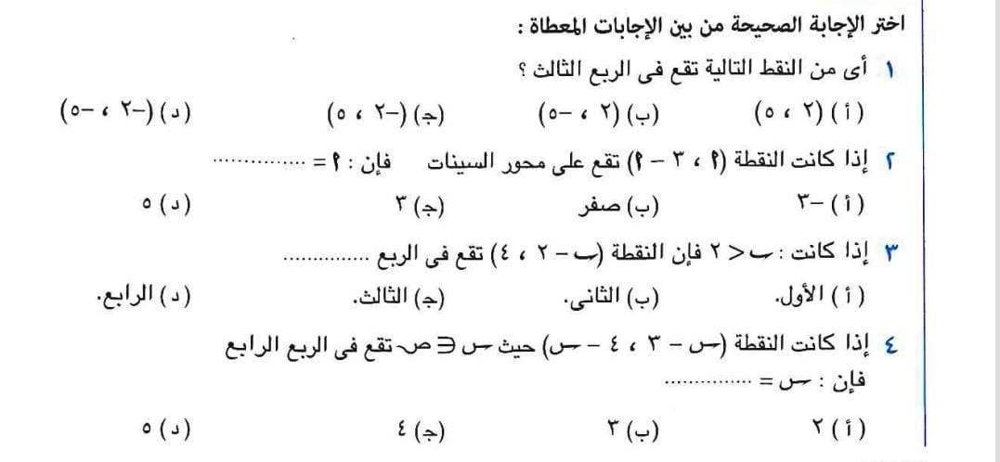 اختر الإجابة الصحيحة من بين الإجابات المعطاة :
١ أى من النقط التالية تقع فى الربع الثالث ؟
(أ) (٢ ، ٥) (ب) (٢ ، –٥) (جـ) (–٢ ، ٥) (د) (–٢ ، –٥)
٢ إذا كانت النقطة (أ ، ٣ – أ) تقع على محور السينات فإن : أ = ...............
(أ) –٣ (ب) صفر (جـ) ٣ (د) ٥
٣ إذا كانت : ب < ٢ فإن النقطة (ب – ٢ ، ٤) تقع فى الربع ..............
(أ) الأول. (ب) الثانى. (جـ) الثالث. (د) الرابع.
٤ إذا كانت النقطة (س – ٣ ، ٤ – س) حيث س ∈ ص تقع فى الربع الرابع
فإن : س = ...............
(أ) ٢ (ب) ٣ (جـ) ٤ (د) ٥